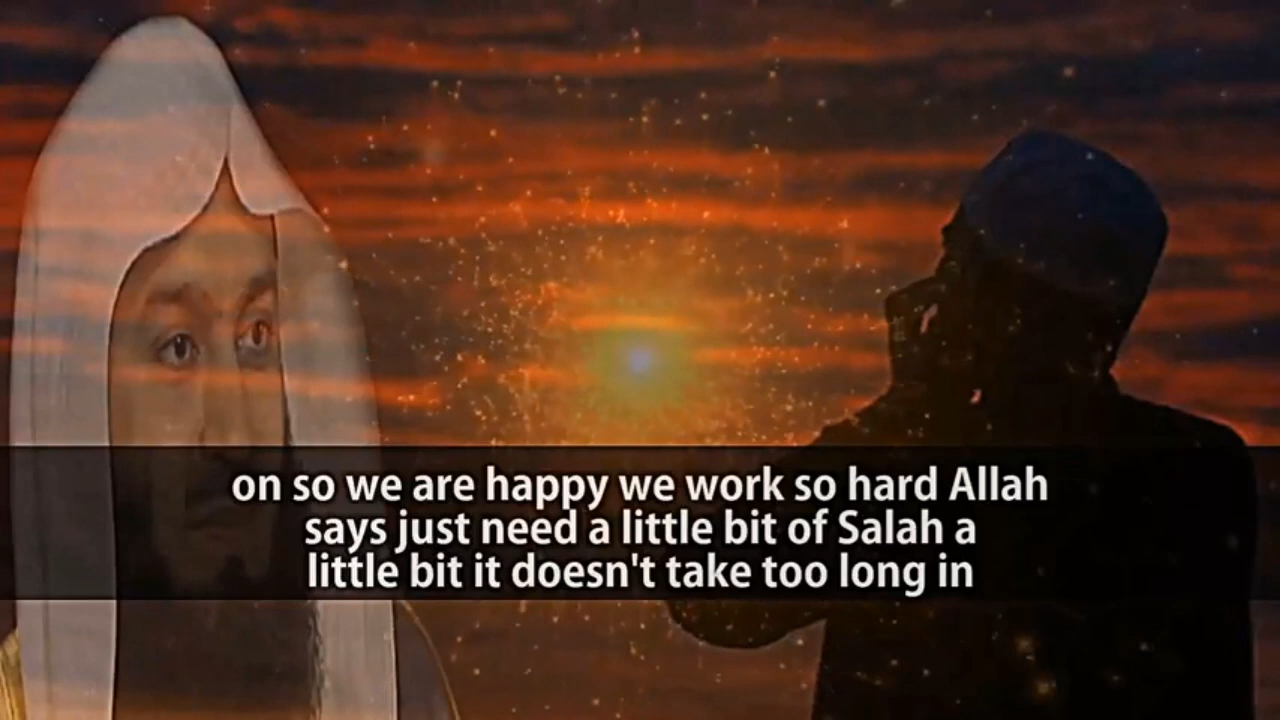 on so we are happy we work so hard Allah
says just need a little bit of Salah a
little bit it doesn't take too long in